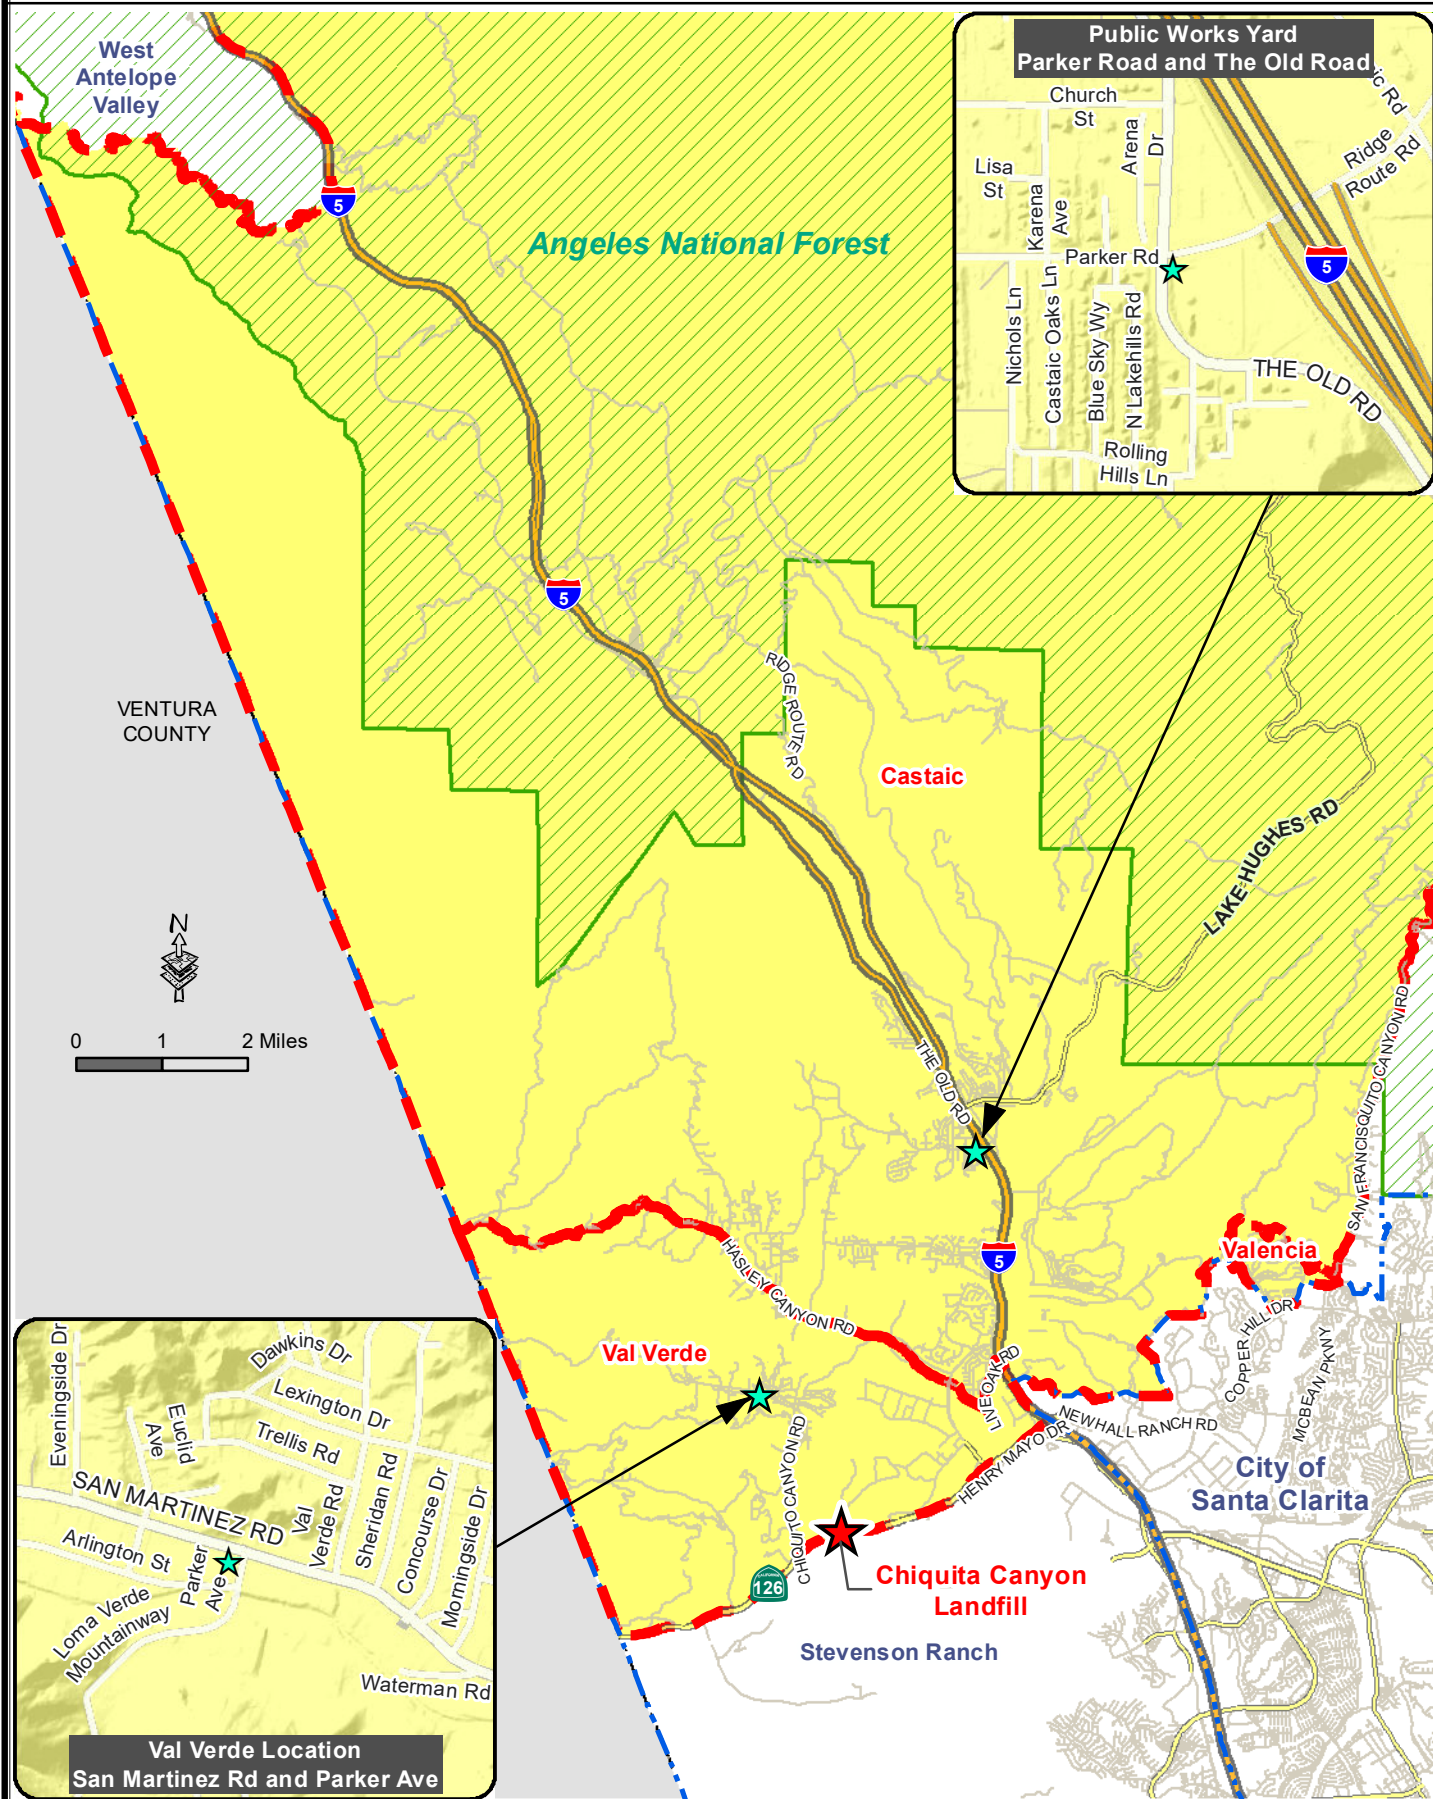 West
Antelope
Valley
5
Angeles National Forest
Public Works Yard
Parker Road and The Old Road
ic Rd
Church
St
Arena
Dr
Ridge
Route Rd
Lisa
St
Karena
Ave
Parker Rd
5
Nichols Ln
Castaic Oaks Ln
Blue Sky Wy
N Lakehills Rd
THE OLD RD
Rolling
Hills Ln
5
VENTURA
COUNTY
RIDGE ROUTE RD
Castaic
LAKE HUGHES RD
N
0 1 2 Miles
THE OLD RD
SAN FRANCISQUITO CANYON RD
5
Valencia
HASLEY CANYON RD
Val Verde
LIVE OAK RD
COPPER HILL DR
MCBEAN PKWY
NEWHALL RANCH RD
HENRY MAYO DR
CHIQUITO CANYON RD
City of
Santa Clarita
CALIFORNIA
126
Chiquita Canyon
Landfill
Stevenson Ranch
Eveningside Dr
Dawkins Dr
Lexington Dr
Euclid
Ave
Trellis Rd
SAN MARTINEZ RD
Val
Verde Rd
Sheridan Rd
Concourse Dr
Morningside Dr
Arlington St
Parker
Ave
Loma Verde
Mountainway
Waterman Rd
Val Verde Location
San Martinez Rd and Parker Ave